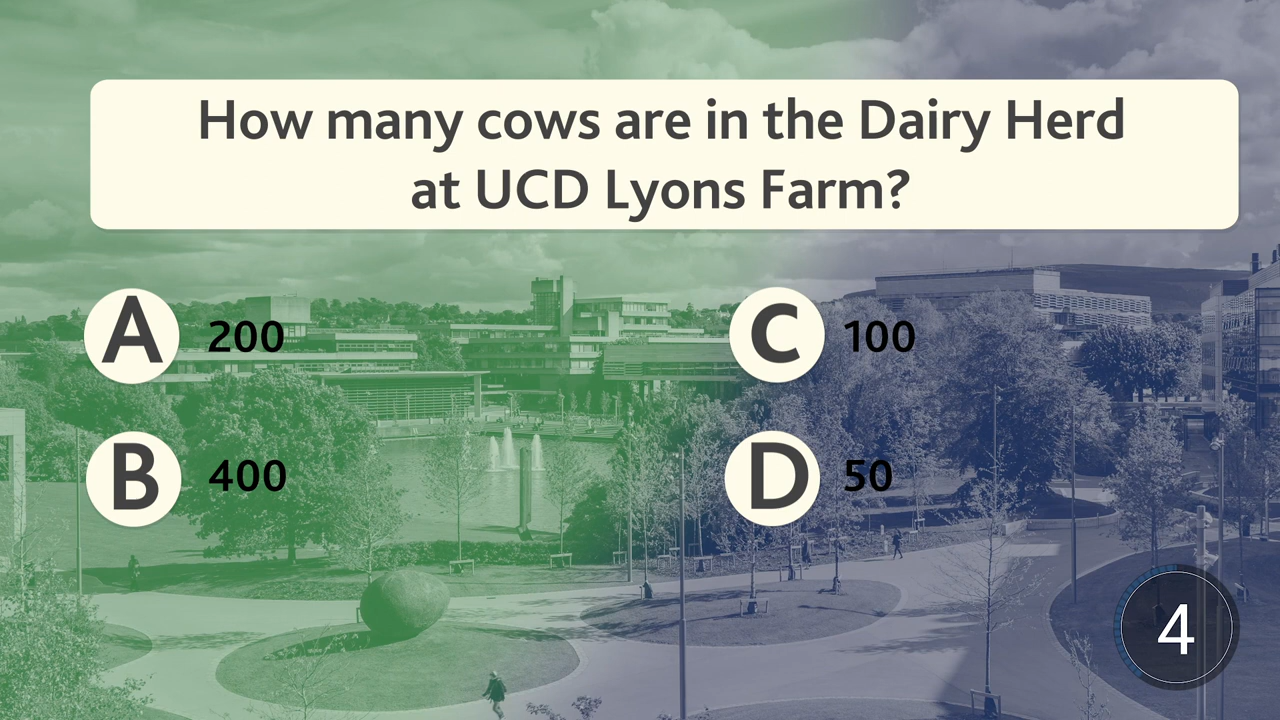 How many cows are in the Dairy Herd
at UCD Lyons Farm?
A 200
B 400
C 100
D 50
4